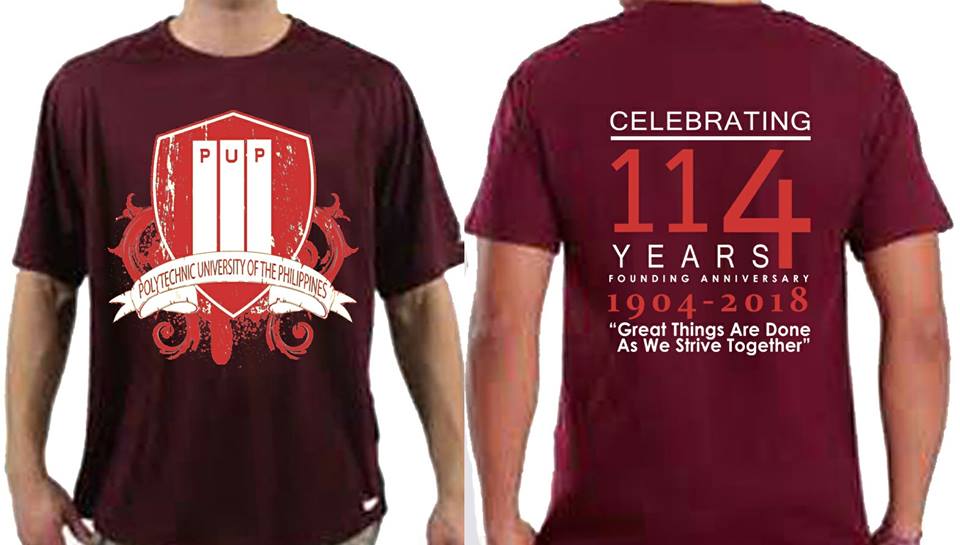 PUP
POLYTECHNIC UNIVERSITY OF THE PHILIPPINES
CELEBRATING
114
YEARS
FOUNDING ANNIVERSARY
1904-2018
“Great Things Are Done
As We Strive Together”